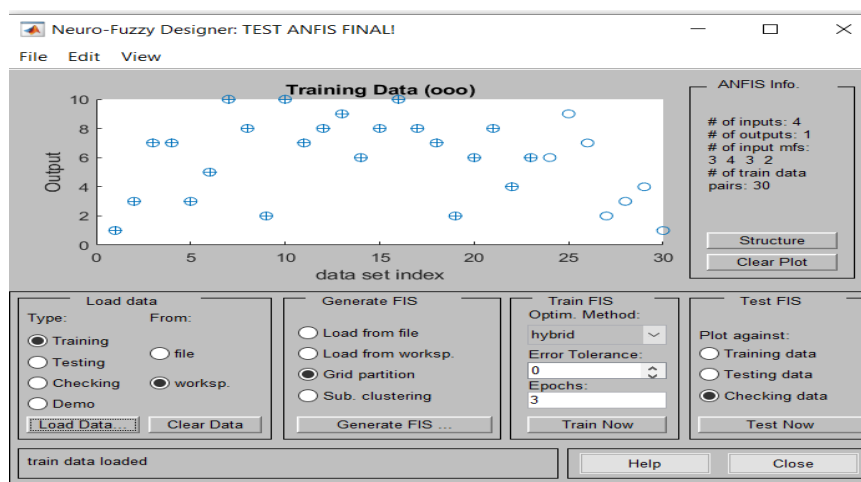 Neuro-Fuzzy Designer: TEST ANFIS FINAL!
File Edit View
Training Data (ooo)
Output
10
8
6
4
2
0
0 5 10 15 20 25 30
data set index
ANFIS Info.
# of inputs: 4
# of outputs: 1
# of input mfs:
3 4 3 2
# of train data
pairs: 30
Structure
Clear Plot
Load data
Type: From:
Training
Testing
Checking
Demo
file
worksp.
Load Data... Clear Data
Generate FIS
Load from file
Load from worksp.
Grid partition
Sub. clustering
Generate FIS ...
Train FIS
Optim. Method:
hybrid
Error Tolerance:
0
Epochs:
3
Train Now
Test FIS
Plot against:
Training data
Testing data
Checking data
Test Now
train data loaded
Help Close